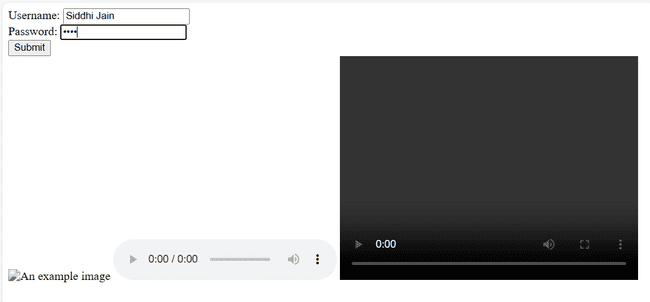 Username: Siddhi Jain
Password: ••••
Submit
An example image 0:00 / 0:00 0:00